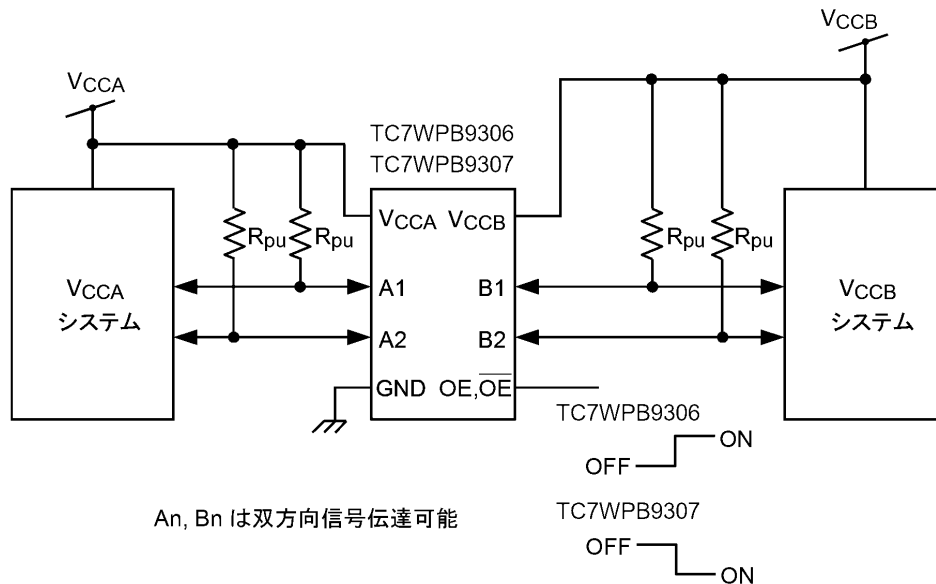 VCCB
VCCA
TC7WPB9306
TC7WPB9307
VCCA VCCB
Rpu Rpu Rpu Rpu
A1 B1
A2 B2
GND OE,OE
VCCA
システム
VCCB
システム
TC7WPB9306
OFF ON
TC7WPB9307
OFF ON
An, Bn は双方向信号伝達可能